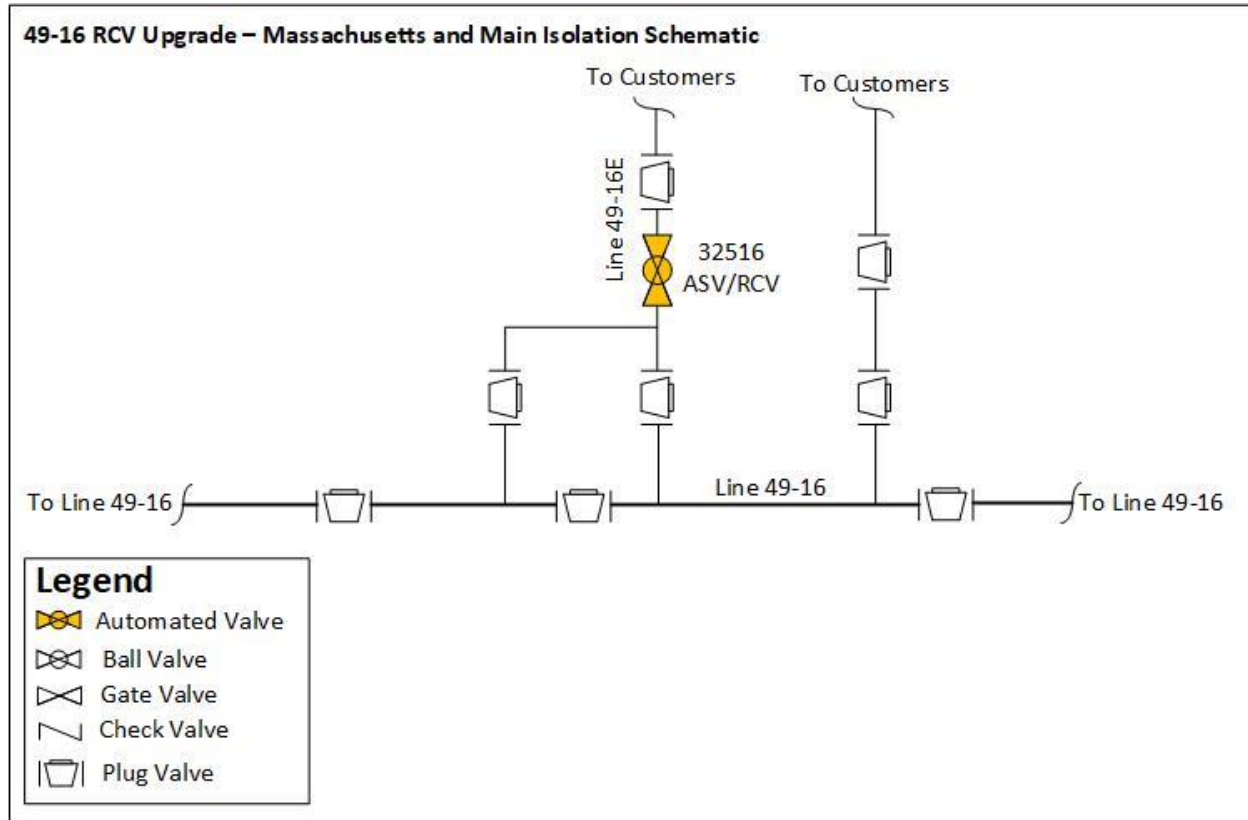 49-16 RCV Upgrade – Massachusetts and Main Isolation Schematic
To Customers
To Customers
Line 49-16E
32516
ASV/RCV
Line 49-16
To Line 49-16
To Line 49-16
Legend
Automated Valve
Ball Valve
Gate Valve
Check Valve
Plug Valve